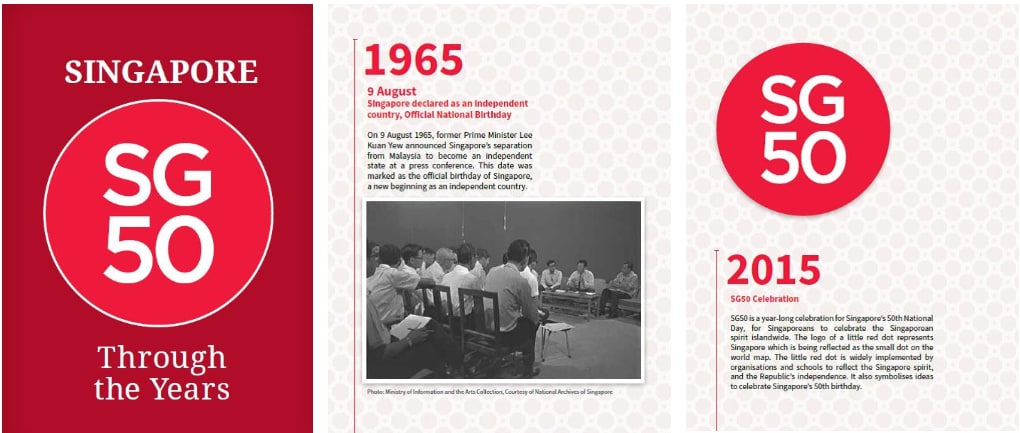 SINGAPORE
SG
50
Through
the Years
1965
9 August
Singapore declared as an independent
country, Official National Birthday
On 9 August 1965, former Prime Minister Lee
Kuan Yew announced Singapore's separation
from Malaysia to become an independent
state at a press conference. This date was
marked as the official birthday of Singapore,
a new beginning as an independent country.
Photo: Ministry of Information and the Arts Collection, Courtesy of National Archives of Singapore
SG
50
2015
SG50 Celebration
SG50 is a year-long celebration for Singapore's 50th National
Day, for Singaporeans to celebrate the Singaporean
spirit islandwide. The logo of a little red dot represents
Singapore which is being reflected as the small dot on the
world map. The little red dot is widely implemented by
organisations and schools to reflect the Singapore spirit,
and the Republic's independence. It also symbolises ideas
to celebrate Singapore's 50th birthday.